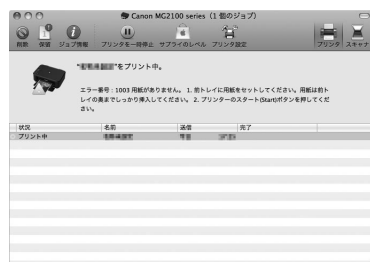 Canon MG2100 series（1 個のジョブ）
削除 保留 ジョブ情報 プリンタを一時停止 サプライのレベル プリンタ設定 プリンタ スキャナ
"を プリント中。
エラー番号：1003 用紙がありません。 1. 前トレイに用紙をセットしてください。用紙は前ト
レイの奥までしっかり挿入してください。 2. プリンターのスタート(Start)ボタンを押してくだ
さい。
状況 名前 送信 完了
プリント中